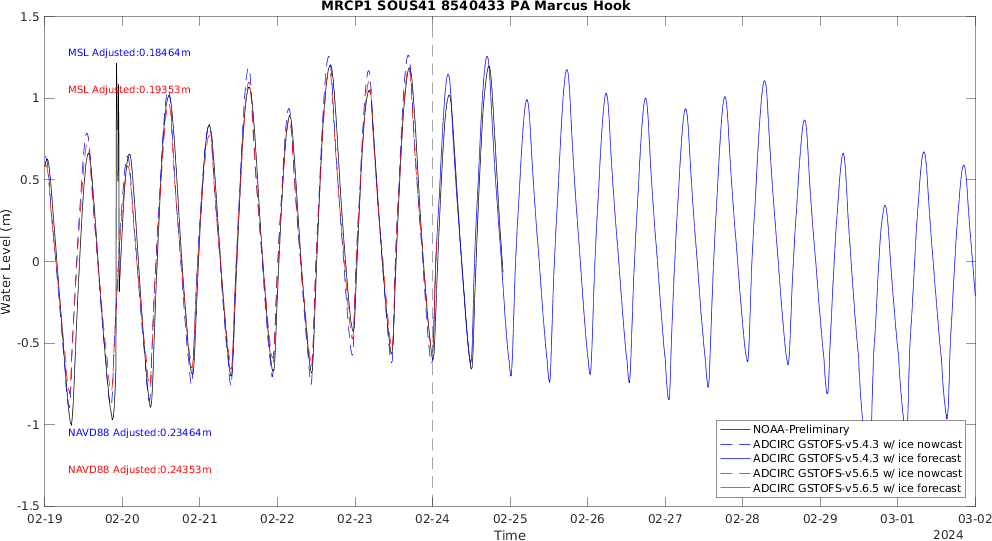 MRCP1 SOUS41 8540433 PA Marcus Hook
1.5
MSL Adjusted:0.18464m
MSL Adjusted:0.19353m
1
0.5
0
-0.5
-1
-1.5
Water Level (m)
NAVD88 Adjusted:0.23464m
NAVD88 Adjusted:0.24353m
NOAA-Preliminary
ADCIRC GSTOFS-v5.4.3 w/ ice nowcast
ADCIRC GSTOFS-v5.4.3 w/ ice forecast
ADCIRC GSTOFS-v5.6.5 w/ ice nowcast
ADCIRC GSTOFS-v5.6.5 w/ ice forecast
02-19 02-20 02-21 02-22 02-23 02-24 02-25 02-26 02-27 02-28 02-29 03-01 03-02
Time
2024